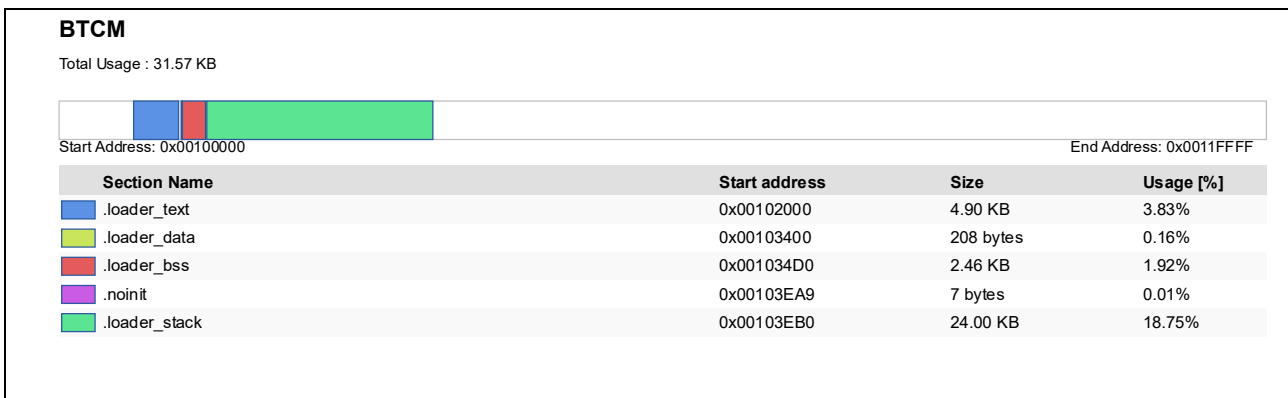 BTCM
Total Usage : 31.57 KB
Start Address: 0x00100000 End Address: 0x0011FFFF
Section Name Start address Size Usage [%]
.loader_text 0x00102000 4.90 KB 3.83%
.loader_data 0x00103400 208 bytes 0.16%
.loader_bss 0x001034D0 2.46 KB 1.92%
.noinit 0x00103EA9 7 bytes 0.01%
.loader_stack 0x00103EB0 24.00 KB 18.75%